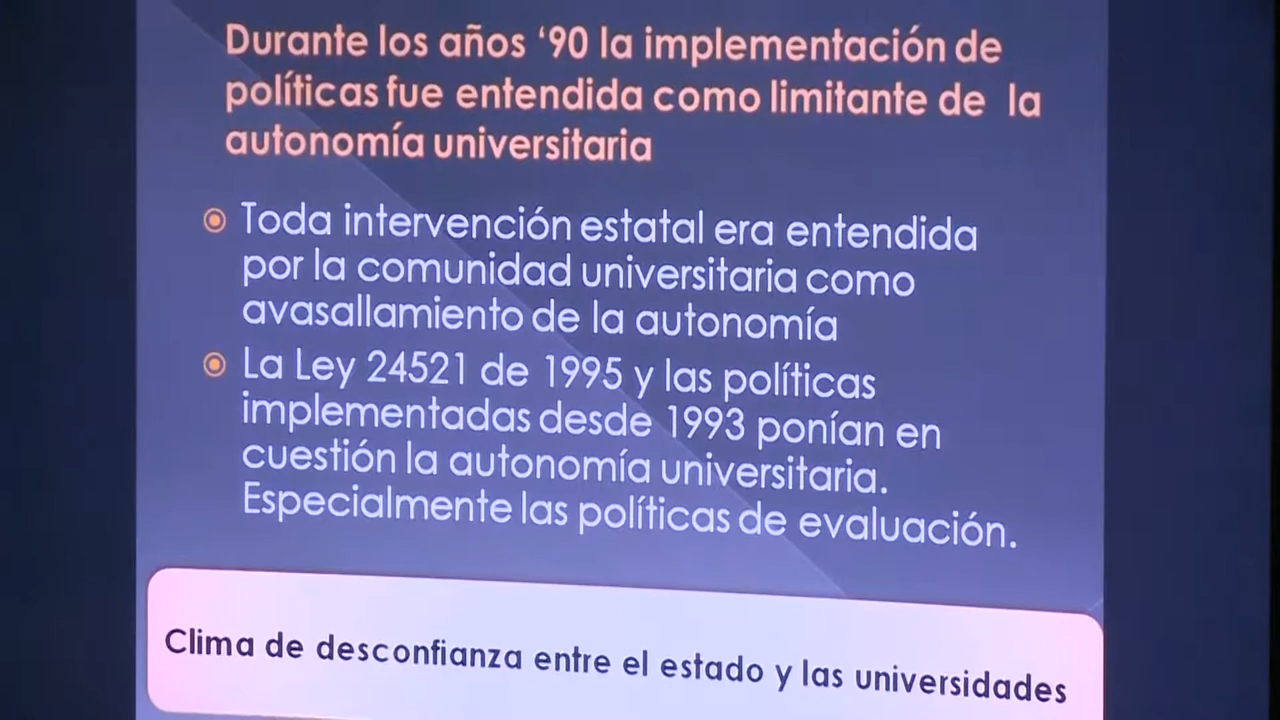 Durante los años ‘90 la implementación de
políticas fue entendida como limitante de la
autonomía universitaria
Toda intervención estatal era entendida
por la comunidad universitaria como
avasallamiento de la autonomía
La Ley 24521 de 1995 y las políticas
implementadas desde 1993 ponían en
cuestión la autonomía universitaria.
Especialmente las políticas de evaluación.
Clima de desconfianza entre el estado y las universidades